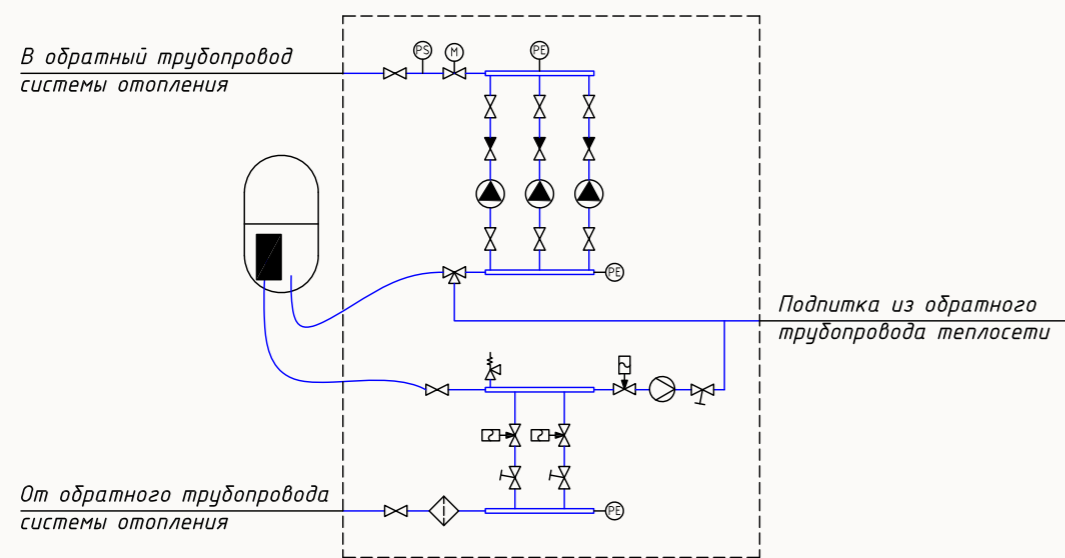 В обратный трубопровод
системы отопления
PS
M
PE
PE
Подпитка из обратного
трубопровода теплосети
От обратного трубопровода
системы отопления
PE